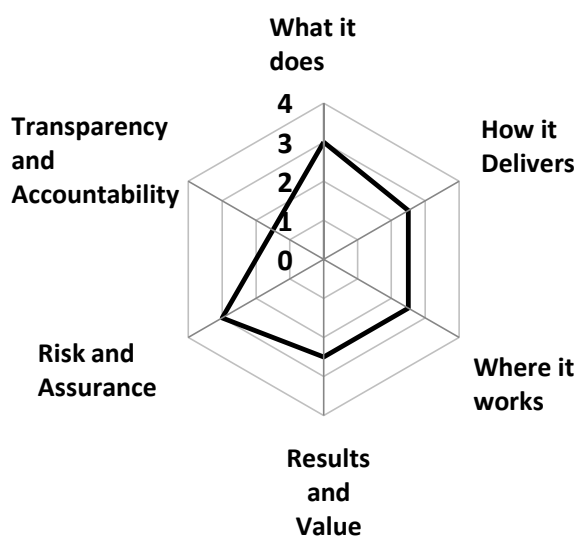 What it
does
4
3
2
1
0
How it
Delivers
Where it
works
Results
and
Value
Risk and
Assurance
Transparency
and
Accountability